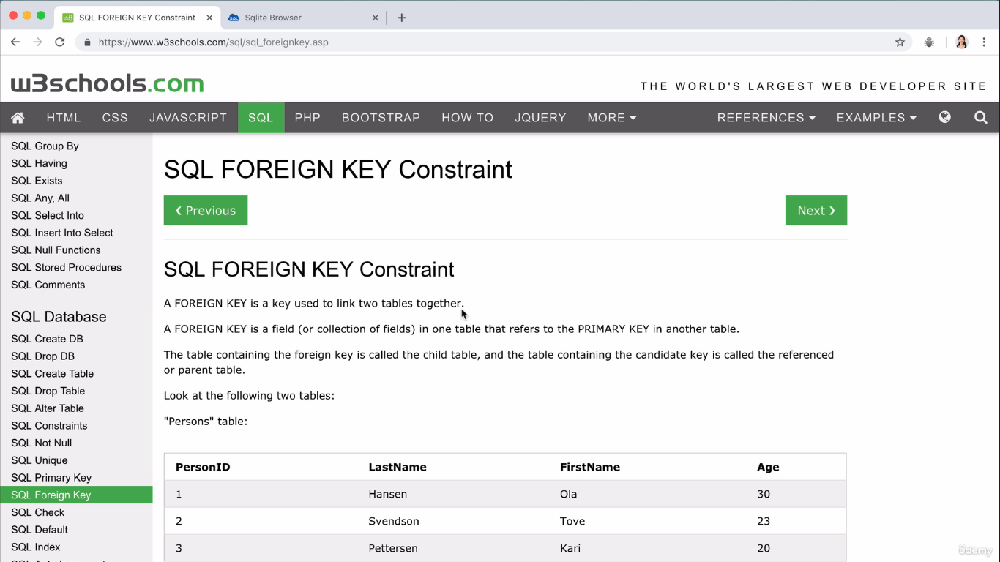 SQL FOREIGN KEY Constraint
Sqlite Browser
https://www.w3schools.com/sql/sql_foreignkey.asp
w3schools.com
THE WORLD'S LARGEST WEB DEVELOPER SITE
HTML CSS JAVASCRIPT SQL PHP BOOTSTRAP HOW TO JQUERY MORE REFERENCES EXAMPLES
SQL Group By
SQL Having
SQL Exists
SQL Any, All
SQL Select Into
SQL Insert Into Select
SQL Null Functions
SQL Stored Procedures
SQL Comments
SQL Database
SQL Create DB
SQL Drop DB
SQL Create Table
SQL Drop Table
SQL Alter Table
SQL Constraints
SQL Not Null
SQL Unique
SQL Primary Key
SQL Foreign Key
SQL Check
SQL Default
SQL Index
SQL FOREIGN KEY Constraint
❮ Previous
Next ❯
SQL FOREIGN KEY Constraint
A FOREIGN KEY is a key used to link two tables together.
A FOREIGN KEY is a field (or collection of fields) in one table that refers to the PRIMARY KEY in another table.
The table containing the foreign key is called the child table, and the table containing the candidate key is called the referenced
or parent table.
Look at the following two tables:
"Persons" table:
PersonID LastName FirstName Age
1 Hansen Ola 30
2 Svendson Tove 23
3 Pettersen Kari 20
ûdemy